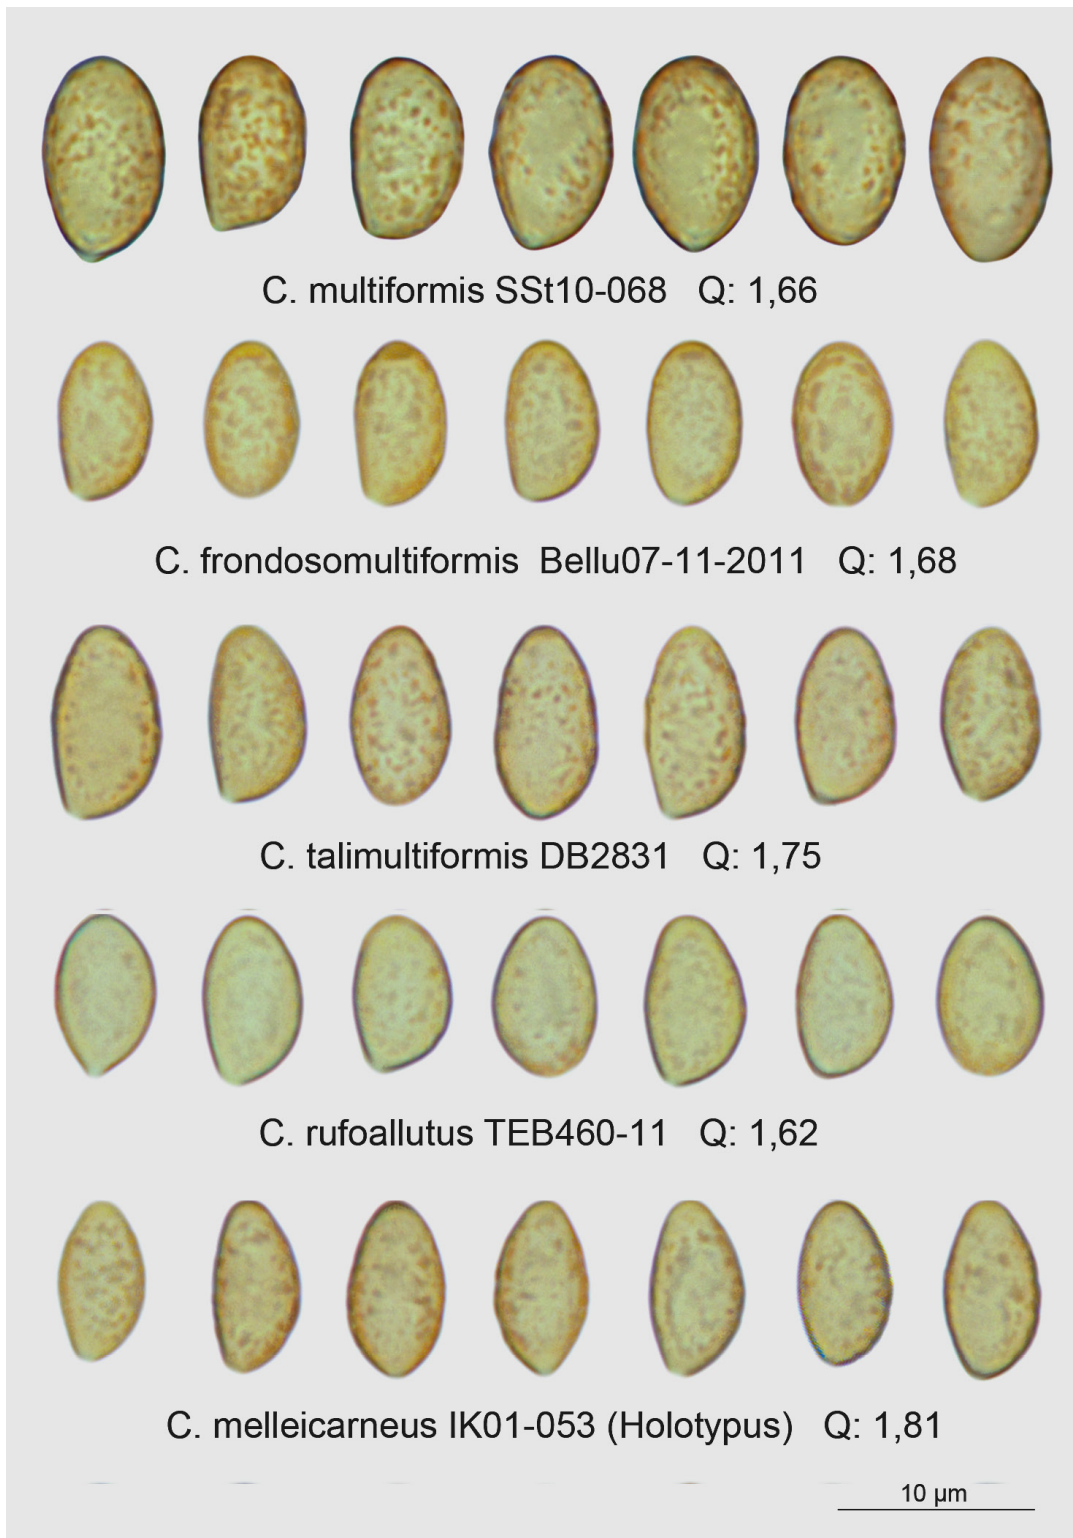 C. multiformis SSt10-068 Q: 1,66
C. frondosomultiformis Bellu07-11-2011 Q: 1,68
C. talimultiformis DB2831 Q: 1,75
C. rufoallutus TEB460-11 Q: 1,62
C. melleicarneus IK01-053 (Holotypus) Q: 1,81
10 µm